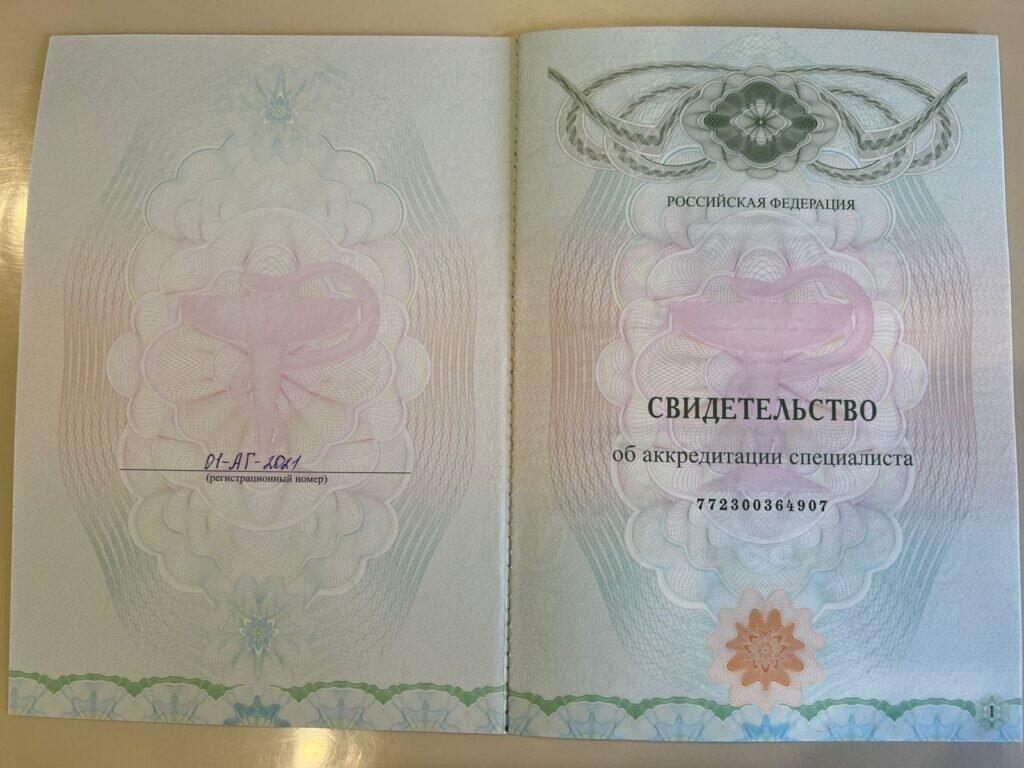 01-АГ-2021
(регистрационный номер)
РОССИЙСКАЯ ФЕДЕРАЦИЯ
СВИДЕТЕЛЬСТВО
об аккредитации специалиста
772300364907
1